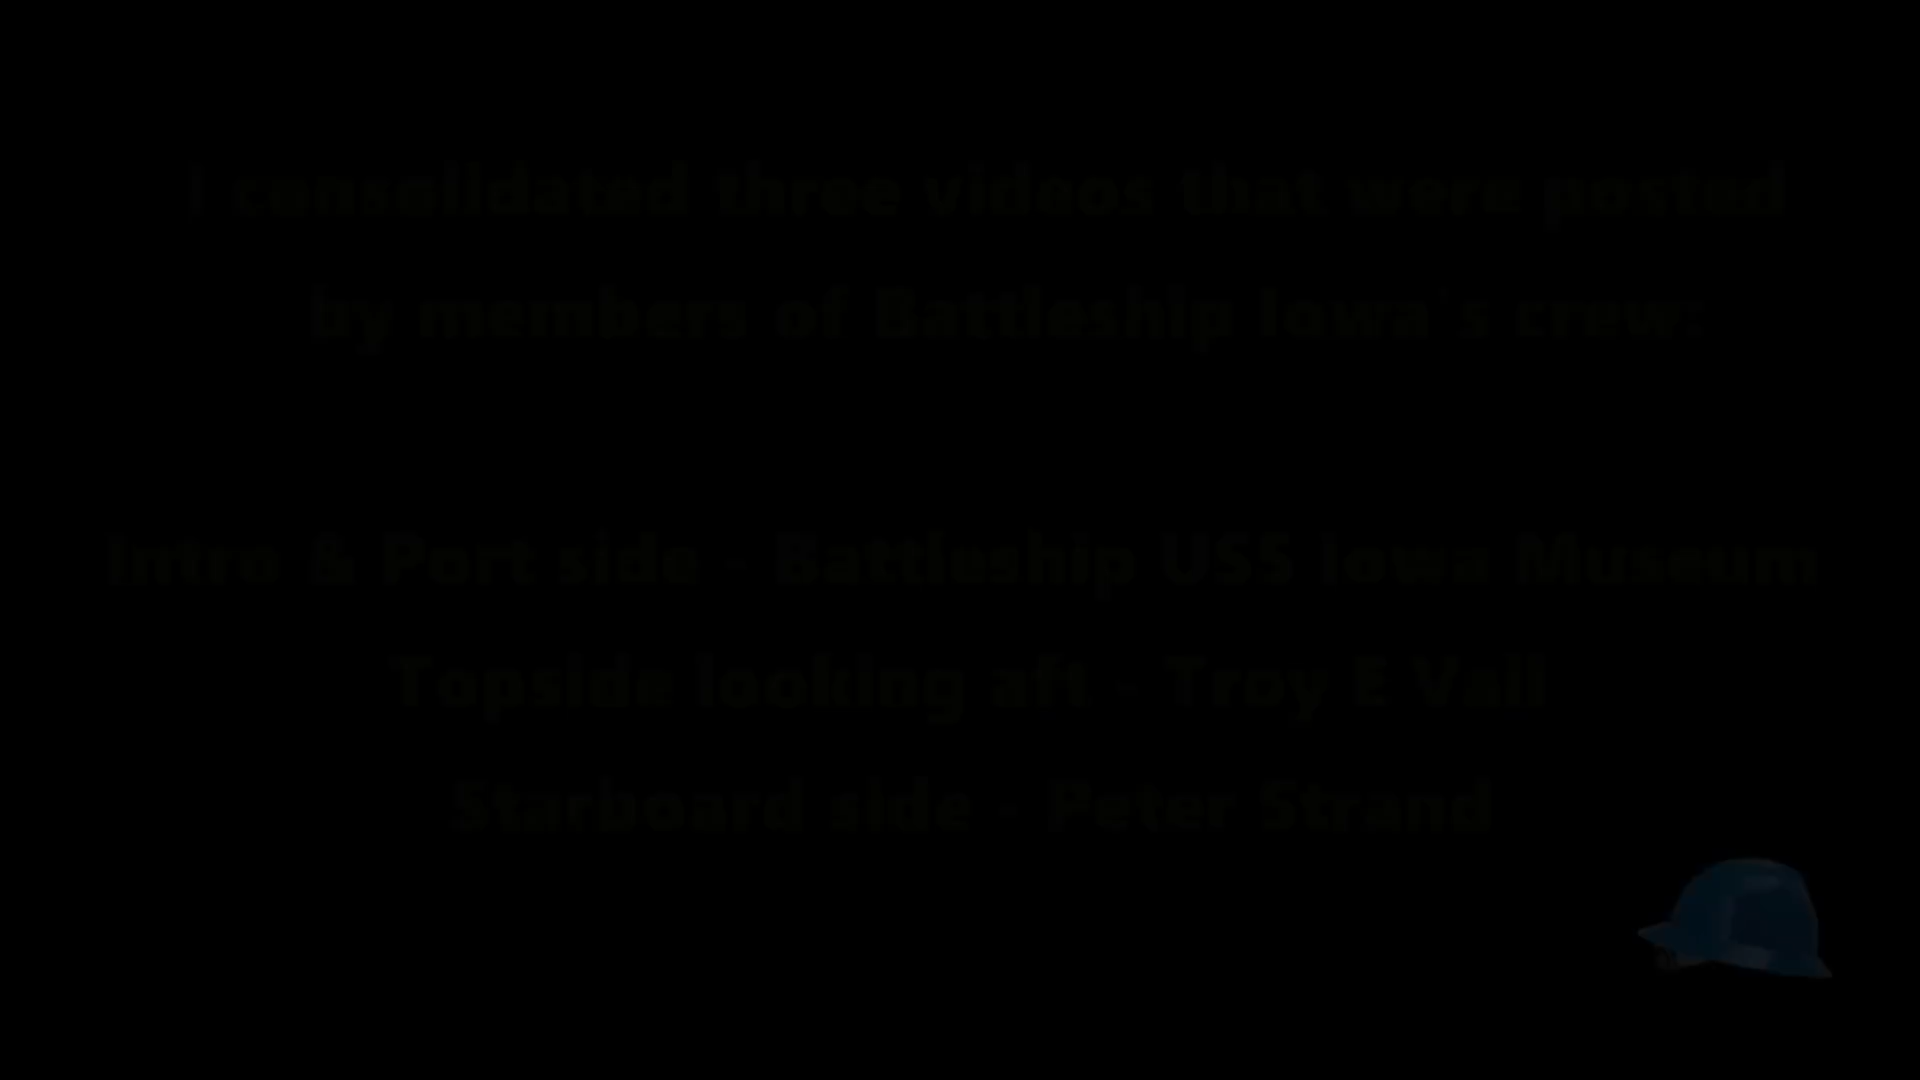 I consolidated three videos that were posted
by members of Battleship Iowa's crew:
Intro & Port side - Battleship USS Iowa Museum
Topside looking aft - Troy E Vail
Starboard side - Peter Strand